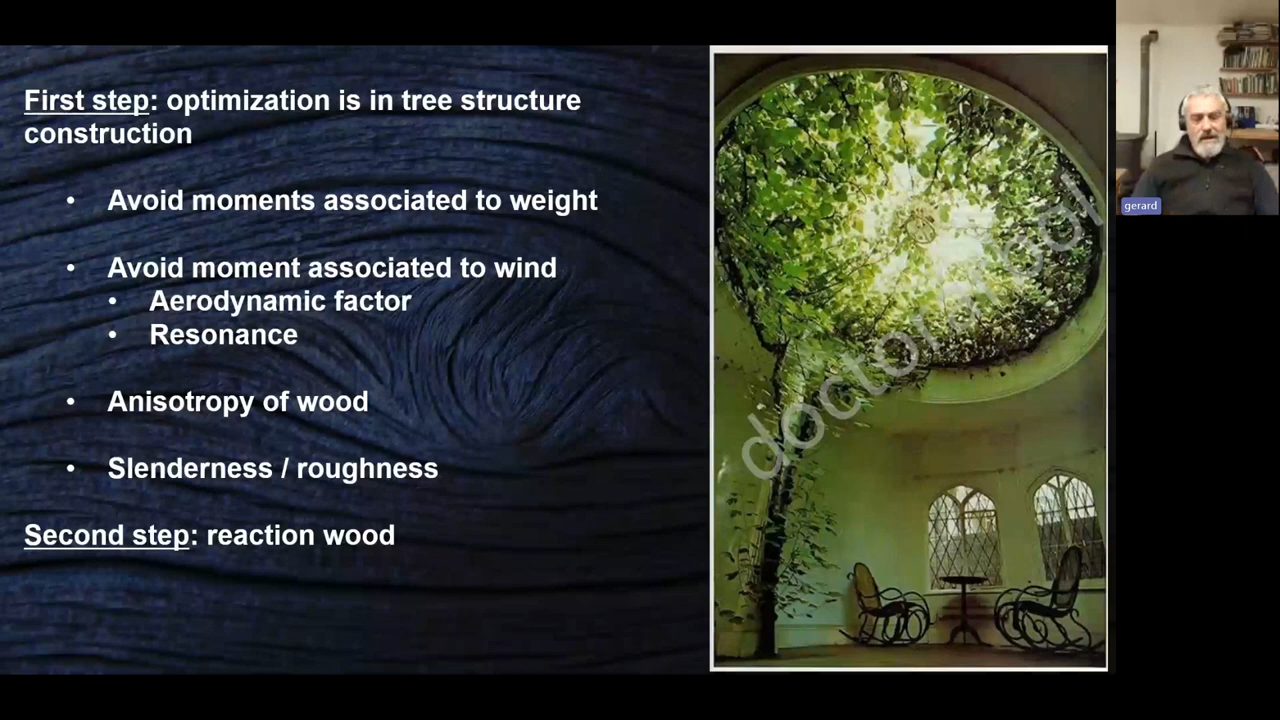 First step: optimization is in tree structure
construction
• Avoid moments associated to weight
• Avoid moment associated to wind
• Aerodynamic factor
• Resonance
• Anisotropy of wood
• Slenderness / roughness
Second step: reaction wood
gerard